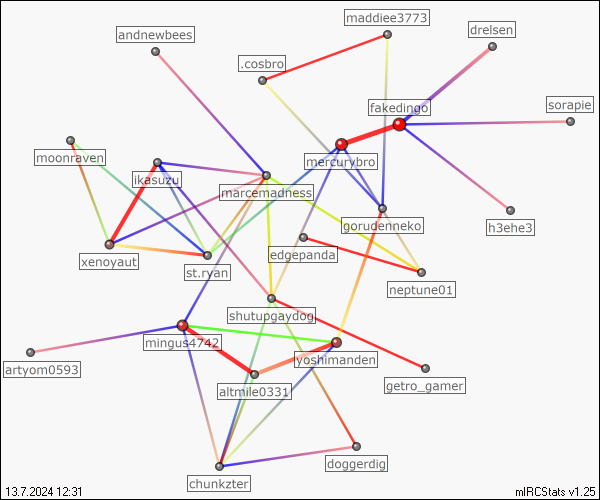 maddiee3773
andnewbees
drelsen
.cosbro
fakedingo
sorapie
moonraven
mercurybro
ikasuzu
marcemadness
gorudenneko
h3ehe3
xenoyaut
edgepanda
st.ryan
neptune01
shutupgaydog
mingus4742
yoshimanden
artyom0593
altmile0331
getro_gamer
doggerdig
chunkzter
13.7.2024 12:31
mIRCStats v1.25